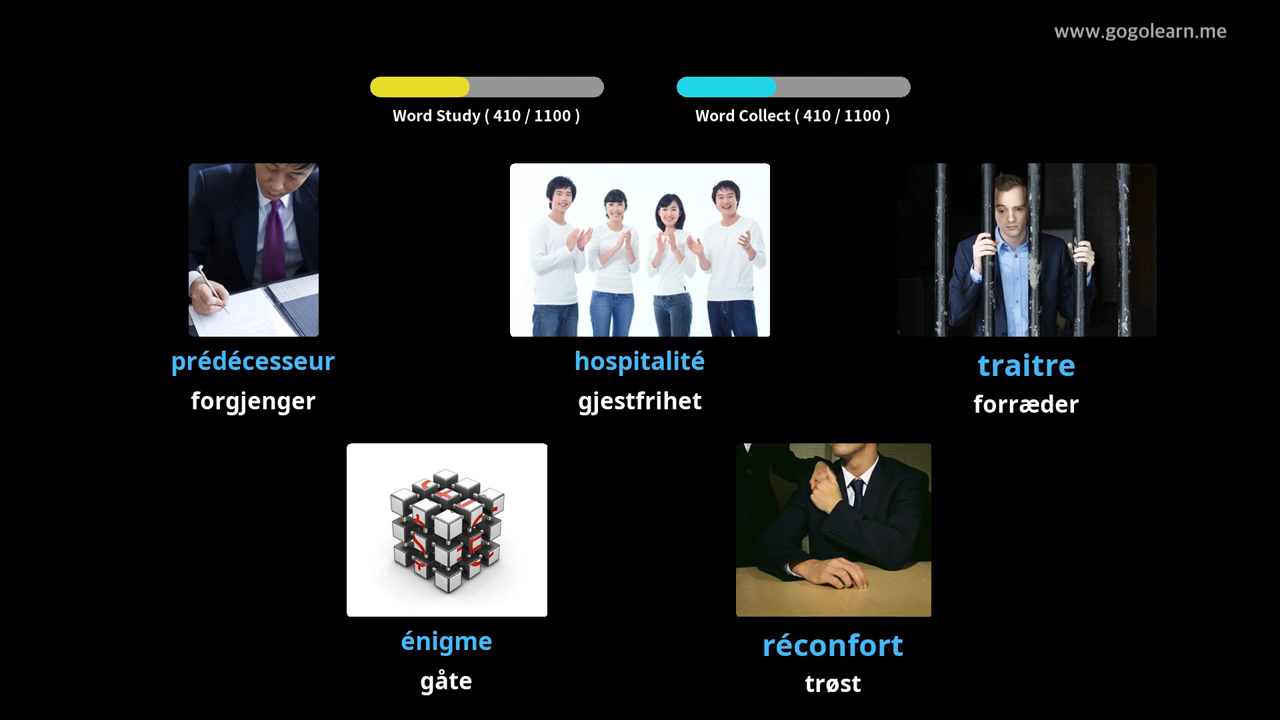 www.gogolearn.me
Word Study ( 410 / 1100 )
Word Collect ( 410 / 1100 )
prédécesseur
forgjenger
hospitalité
gjestfrihet
traitre
forræder
énigme
gåte
réconfort
trøst